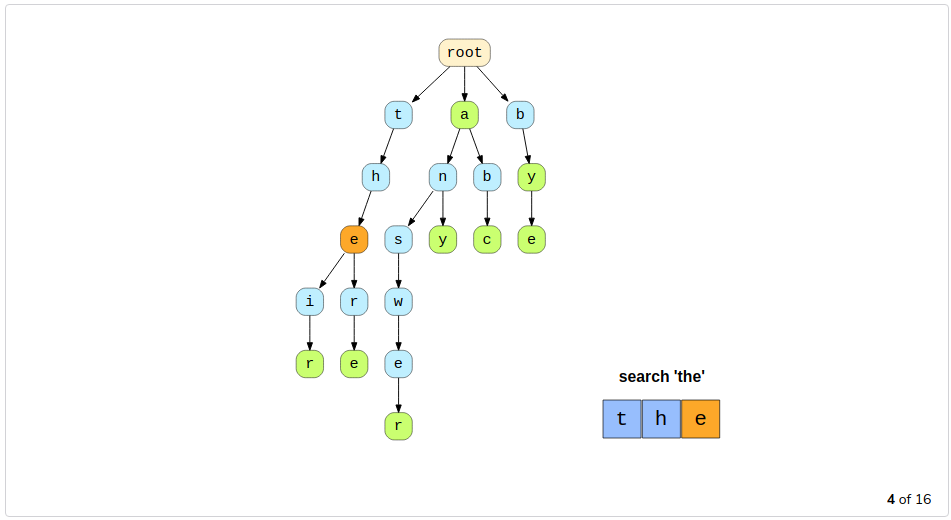 root
t a b
h n b y
e s y c e
i r w
r e e
search 'the'
t h e
r
4 of 16